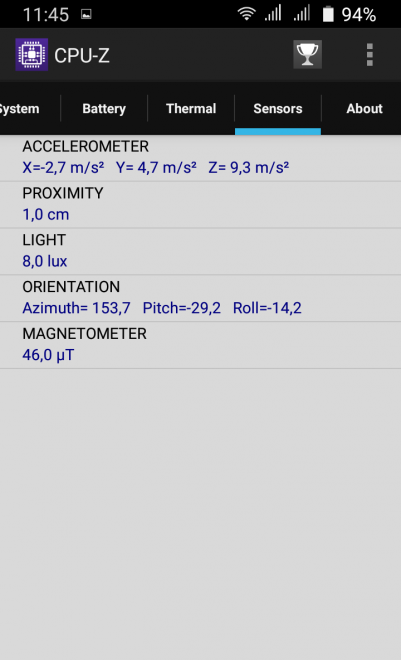 11:45 94%
CPU-Z
System Battery Thermal Sensors About
ACCELEROMETER
X=-2,7 m/s² Y= 4,7 m/s² Z= 9,3 m/s²
PROXIMITY
1,0 cm
LIGHT
8,0 lux
ORIENTATION
Azimuth= 153,7 Pitch=-29,2 Roll=-14,2
MAGNETOMETER
46,0 μT